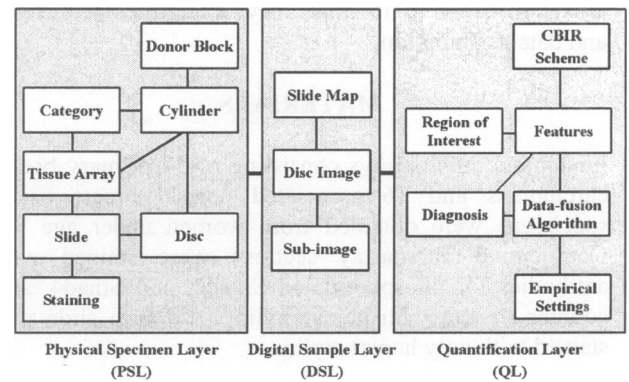 Donor Block
Category
Cylinder
Tissue Array
Slide
Disc
Staining
Physical Specimen Layer
(PSL)
Slide Map
Disc Image
Sub-image
Digital Sample Layer
(DSL)
CBIR
Scheme
Region of
Interest
Features
Diagnosis
Data-fusion
Algorithm
Empirical
Settings
Quantification Layer
(QL)